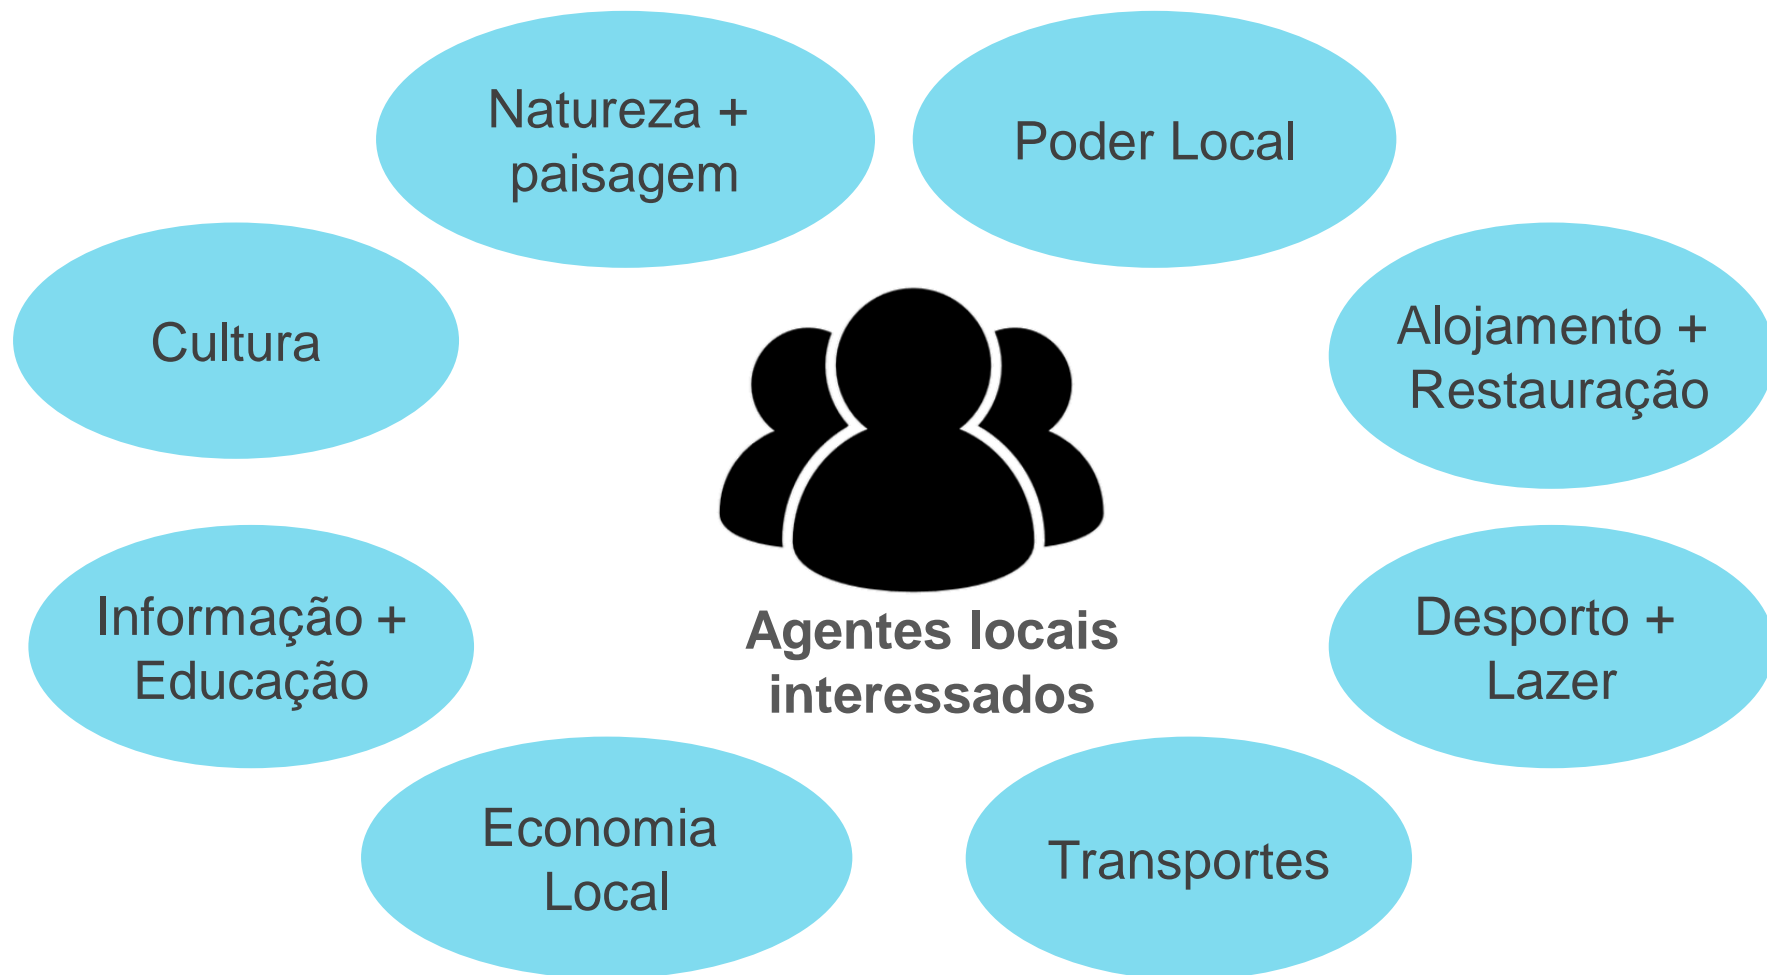 Natureza +
paisagem
Poder Local
Cultura
Alojamento +
Restauração
Informação +
Educação
Agentes locais
interessados
Desporto +
Lazer
Economia
Local
Transportes